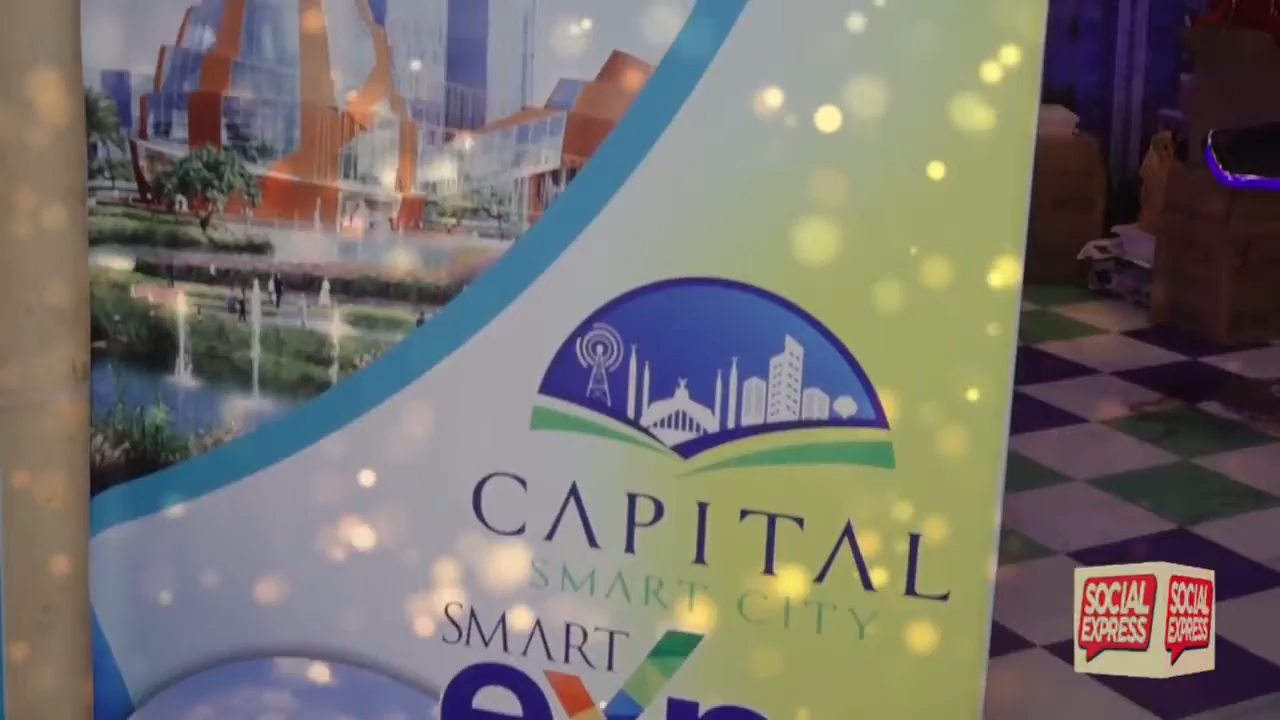 CAPITAL
SMART CITY
SMART
SOCIAL
EXPRESS
SOCIAL
EXPRESS